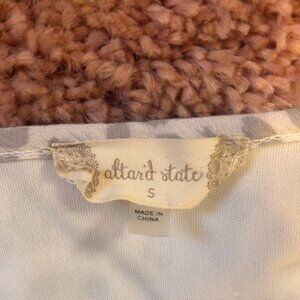 altar'd state
S
MADE IN
CHINA